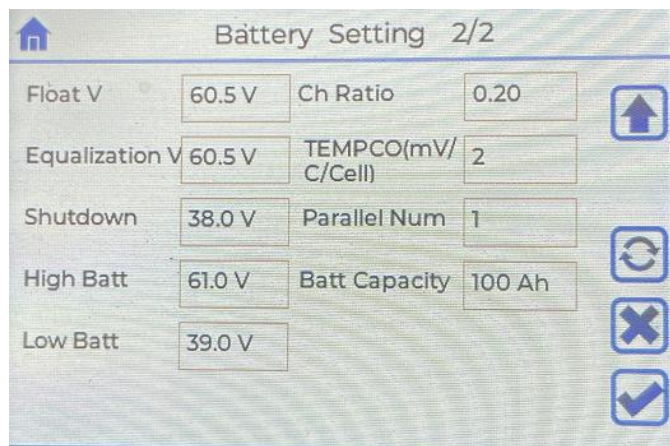 Battery Setting 2/2
Float V 60.5 V Ch Ratio 0.20
Equalization V 60.5 V TEMPCO(mV/
C/Cell) 2
Shutdown 38.0 V Parallel Num 1
High Batt 61.0 V Batt Capacity 100 Ah
Low Batt 39.0 V